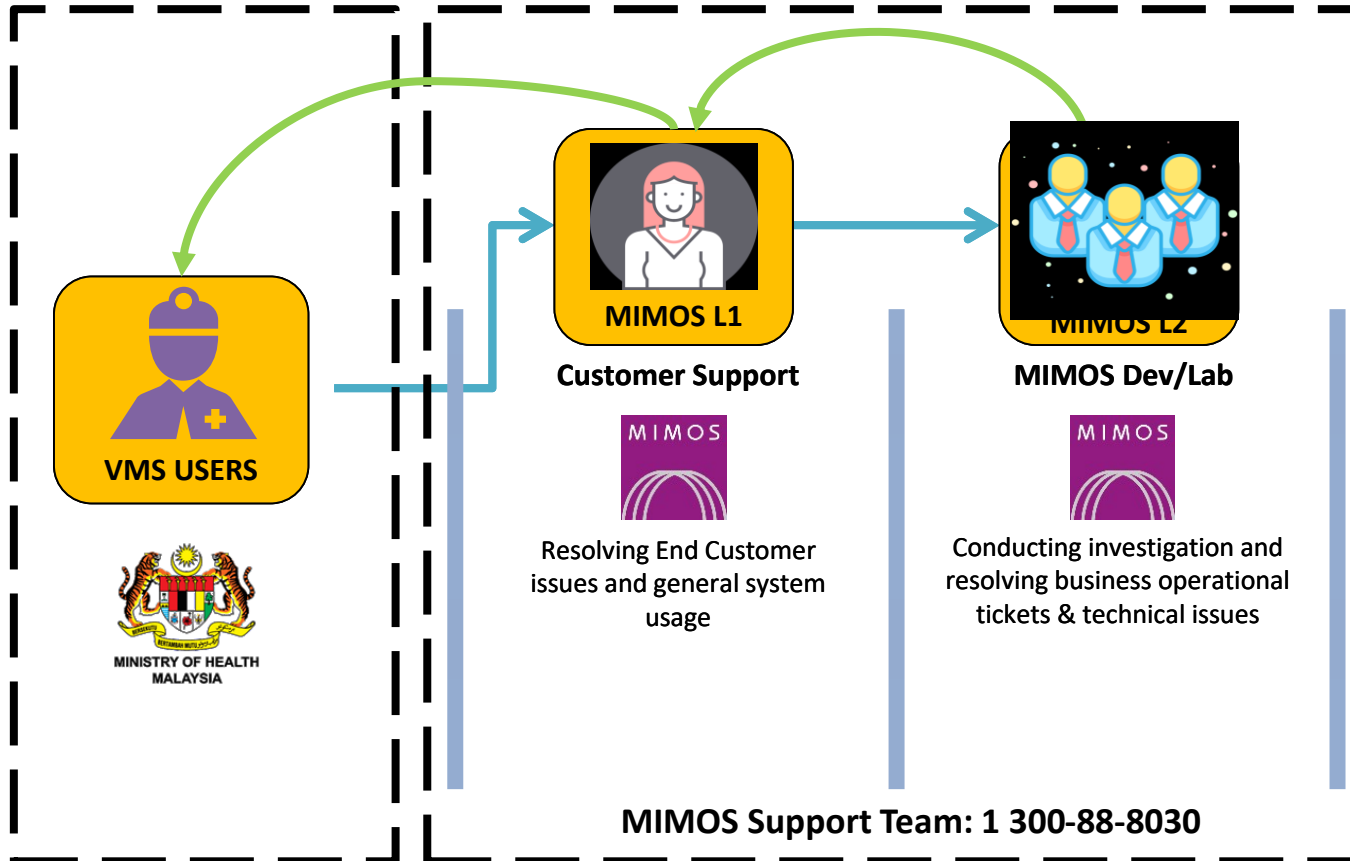 VMS USERS
MINISTRY OF HEALTH
MALAYSIA
MIMOS L1
Customer Support
MIMOS
Resolving End Customer
issues and general system
usage
MIMOS L2
MIMOS Dev/Lab
MIMOS
Conducting investigation and
resolving business operational
tickets & technical issues
MIMOS Support Team: 1 300-88-8030